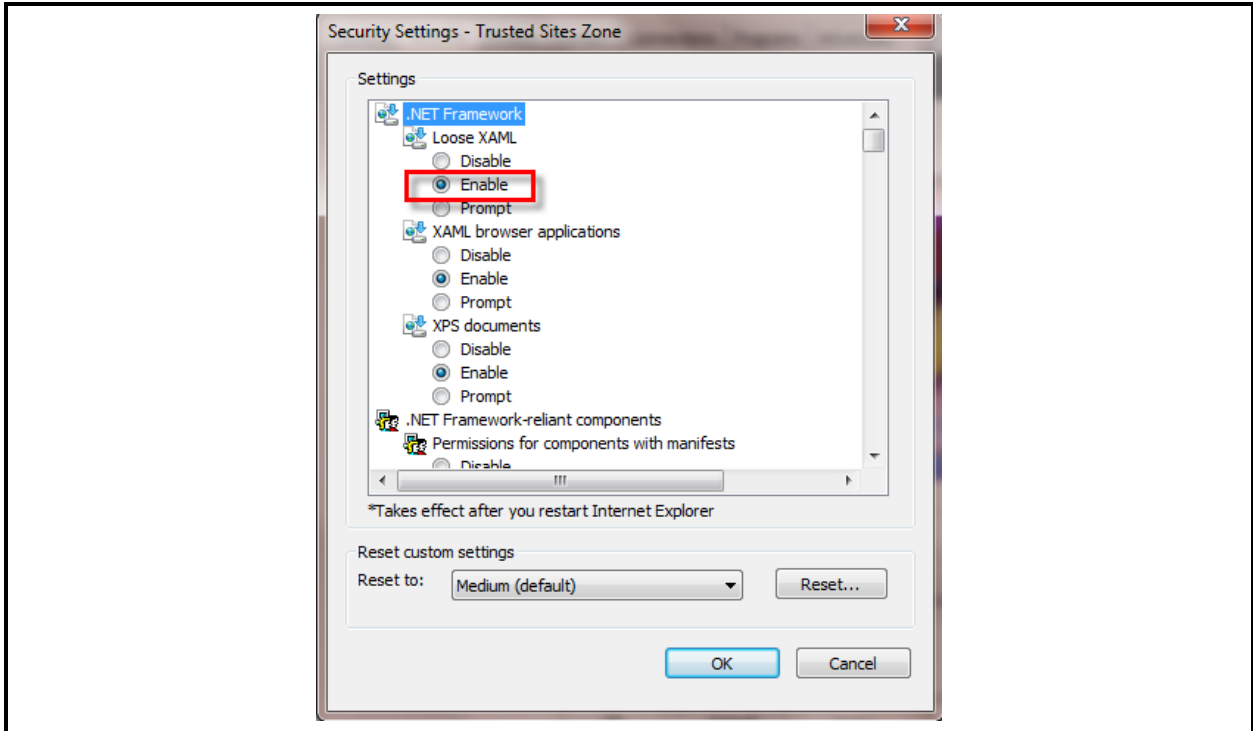 Security Settings - Trusted Sites Zone
Settings
.NET Framework
Loose XAML
Disable
Enable
Prompt
XAML browser applications
Disable
Enable
Prompt
XPS documents
Disable
Enable
Prompt
.NET Framework-reliant components
Permissions for components with manifests
Disable
*Takes effect after you restart Internet Explorer
Reset custom settings
Reset to: Medium (default) Reset...
OK Cancel